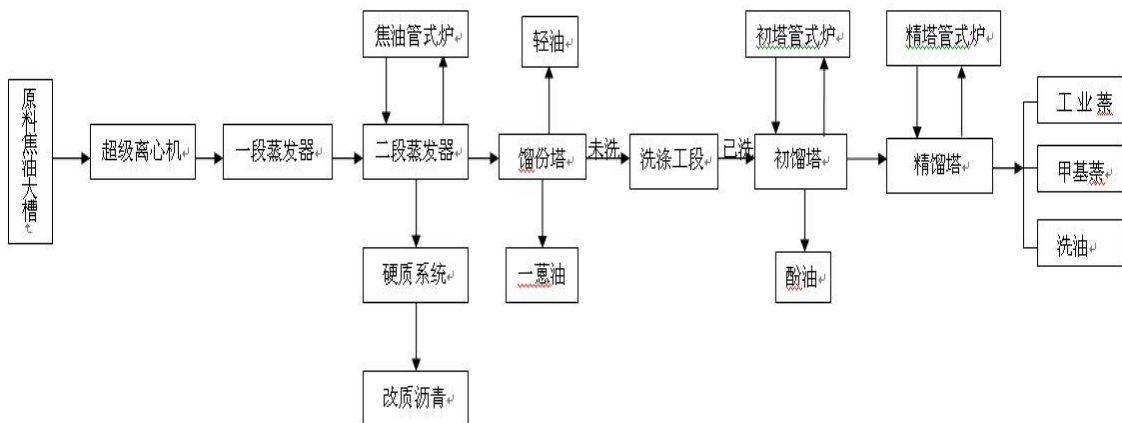 焦油管式炉
轻油
初塔管式炉
精塔管式炉
原料焦油大槽
超级离心机
一段蒸发器
二段蒸发器
馏份塔
未洗
洗涤工段
已洗
初馏塔
精馏塔
工业萘
甲基萘
洗油
硬质系统
一蒽油
酚油
改质沥青